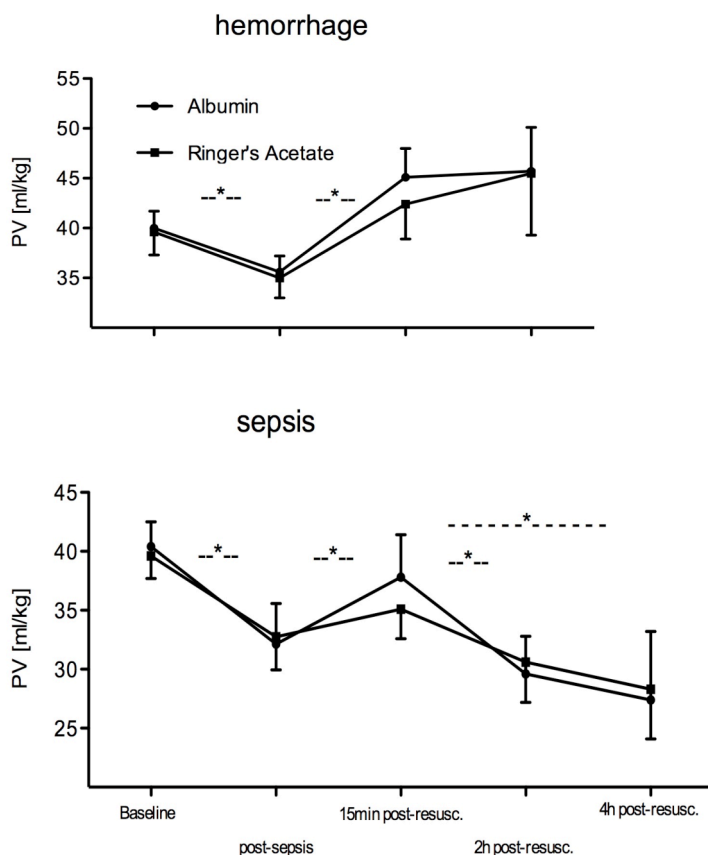 hemorrhage
55
50
45
40
35
PV [ml/kg]
Albumin
Ringer's Acetate
--*--
--*--
sepsis
45
40
35
30
25
PV [ml/kg]
--*--
--*--
--*--
- - - - - - - * - - - - - - -
Baseline
post-sepsis
15min post-resusc.
2h post-resusc.
4h post-resusc.